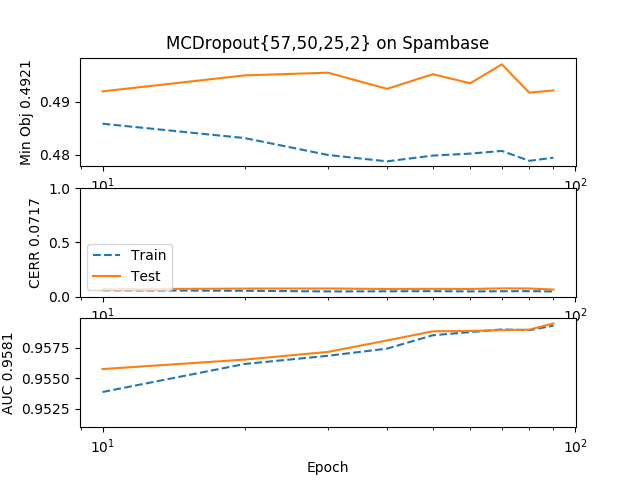 MCDropout{57,50,25,2} on Spambase
Min Obj 0.4921
0.49
0.48
10¹
10²
CERR 0.0717
1.0
0.5
0.0
Train
Test
10¹
10²
AUC 0.9581
0.9575
0.9550
0.9525
10¹
10²
Epoch